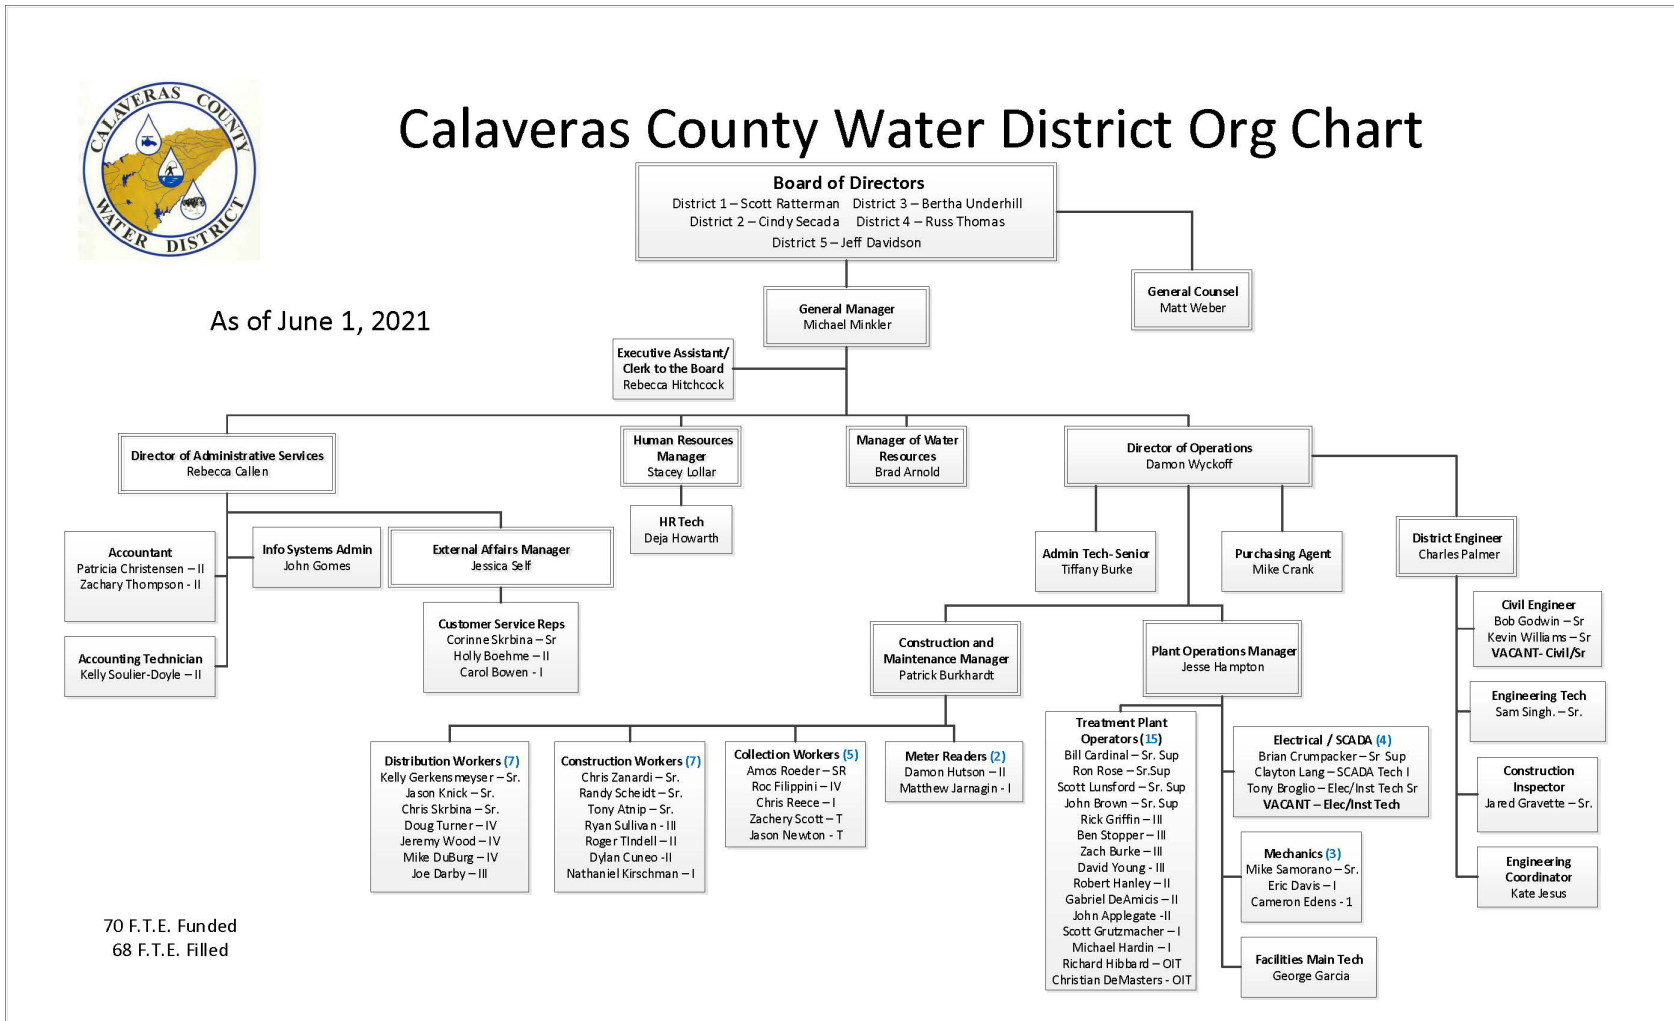 CALAVERAS COUNTY
WATER DISTRICT
Calaveras County Water District Org Chart
As of June 1, 2021
Board of Directors
District 1 – Scott Ratterman District 3 – Bertha Underhill
District 2 – Cindy Secada District 4 – Russ Thomas
District 5 – Jeff Davidson
General Counsel
Matt Weber
General Manager
Michael Minkler
Executive Assistant/
Clerk to the Board
Rebecca Hitchcock
Director of Administrative Services
Rebecca Callen
Human Resources
Manager
Stacey Lollar
Manager of Water
Resources
Brad Arnold
Director of Operations
Damon Wyckoff
Accountant
Patricia Christensen – II
Zachary Thompson - II
Info Systems Admin
John Gomes
External Affairs Manager
Jessica Self
HR Tech
Deja Howarth
Admin Tech- Senior
Tiffany Burke
Purchasing Agent
Mike Crank
District Engineer
Charles Palmer
Accounting Technician
Kelly Soulier-Doyle – II
Customer Service Reps
Corinne Skrbina – Sr
Holly Boehme – II
Carol Bowen - I
Construction and
Maintenance Manager
Patrick Burkhardt
Plant Operations Manager
Jesse Hampton
Civil Engineer
Bob Godwin – Sr
Kevin Williams – Sr
VACANT- Civil/Sr
Engineering Tech
Sam Singh. – Sr.
Construction
Inspector
Jared Gravette – Sr.
Engineering
Coordinator
Kate Jesus
Distribution Workers (7)
Kelly Gerkensmeyser – Sr.
Jason Knick – Sr.
Chris Skrbina – Sr.
Doug Turner – IV
Jeremy Wood – IV
Mike DuBurg – IV
Joe Darby – III
Construction Workers (7)
Chris Zanardi – Sr.
Randy Scheidt – Sr.
Tony Atnip – Sr.
Ryan Sullivan - III
Roger TIndell – II
Dylan Cuneo -II
Nathaniel Kirschman – I
Collection Workers (5)
Amos Roeder – SR
Roc Filippini – IV
Chris Reece – I
Zachery Scott – T
Jason Newton - T
Meter Readers (2)
Damon Hutson – II
Matthew Jarnagin - I
Treatment Plant
Operators (15)
Bill Cardinal – Sr. Sup
Ron Rose – Sr.Sup
Scott Lunsford – Sr. Sup
John Brown – Sr. Sup
Rick Griffin – III
Ben Stopper – III
Zach Burke – III
David Young - III
Robert Hanley – II
Gabriel DeAmicis – II
John Applegate -II
Scott Grutzmacher – I
Michael Hardin – I
Richard Hibbard – OIT
Christian DeMasters - OIT
Electrical / SCADA (4)
Brian Crumpacker – Sr Sup
Clayton Lang – SCADA Tech I
Tony Broglio – Elec/Inst Tech Sr
VACANT – Elec/Inst Tech
Mechanics (3)
Mike Samorano – Sr.
Eric Davis – I
Cameron Edens - 1
Facilities Main Tech
George Garcia
70 F.T.E. Funded
68 F.T.E. Filled